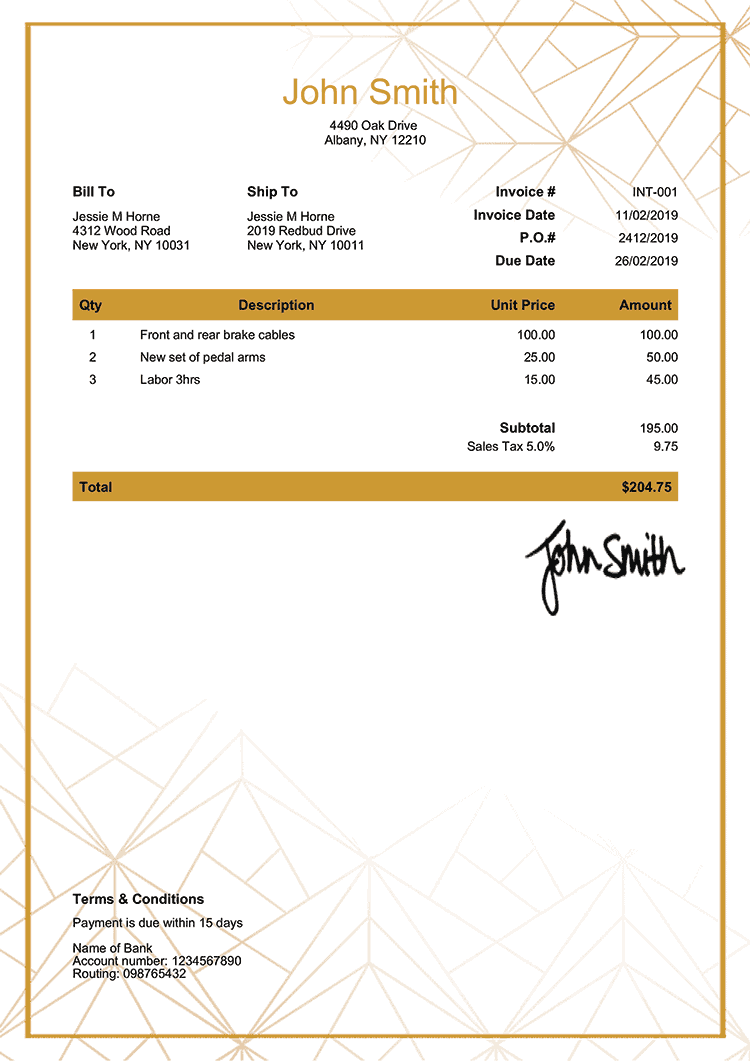 John Smith
4490 Oak Drive
Albany, NY 12210
Bill To
Jessie M Horne
4312 Wood Road
New York, NY 10031
Ship To
Jessie M Horne
2019 Redbud Drive
New York, NY 10011
Invoice # INT-001
Invoice Date 11/02/2019
P.O.# 2412/2019
Due Date 26/02/2019
Qty Description Unit Price Amount
1 Front and rear brake cables 100.00 100.00
2 New set of pedal arms 25.00 50.00
3 Labor 3hrs 15.00 45.00
Subtotal 195.00
Sales Tax 5.0% 9.75
Total $204.75
John Smith
Terms & Conditions
Payment is due within 15 days
Name of Bank
Account number: 1234567890
Routing: 098765432